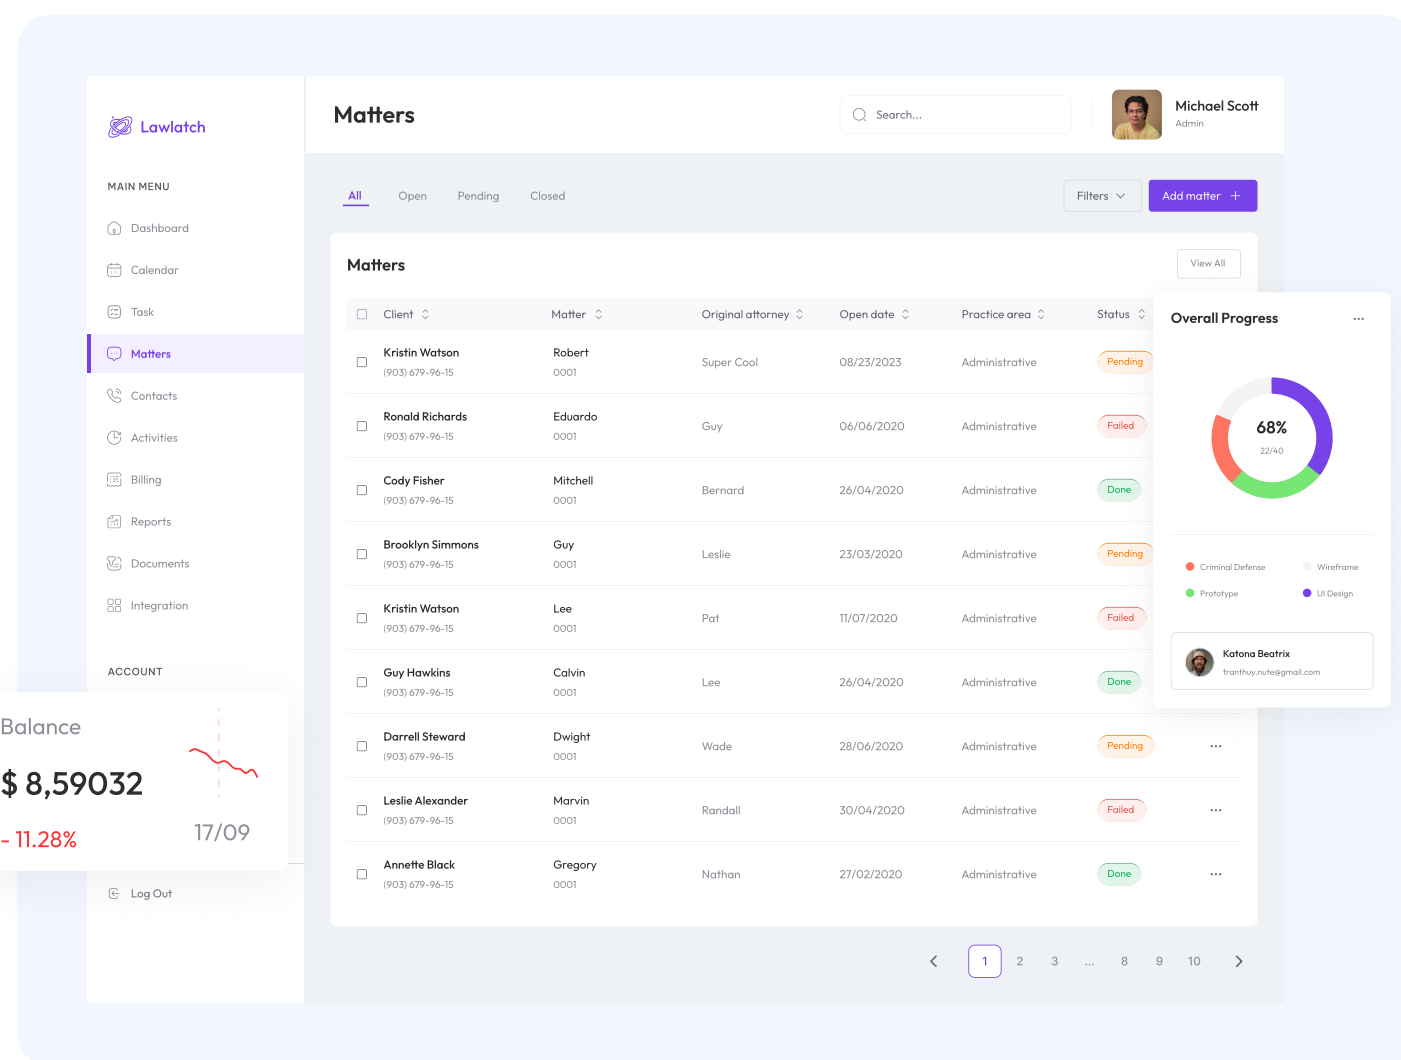 Lawlatch
MAIN MENU
Dashboard
Calendar
Task
Matters
Contacts
Activities
Billing
Reports
Documents
Integration
ACCOUNT
Balance
$ 8,59032
- 11.28%
17/09
Log Out
Matters
Search...
Michael Scott
Admin
All Open Pending Closed
Filters
Add matter +
Matters
View All
Client Matter Original attorney Open date Practice area Status
Kristin Watson Robert
(903) 679-96-15 0001
Super Cool 08/23/2023 Administrative Pending
Ronald Richards Eduardo
(903) 679-96-15 0001
Guy 06/06/2020 Administrative Failed
Cody Fisher Mitchell
(903) 679-96-15 0001
Bernard 26/04/2020 Administrative Done
Brooklyn Simmons Guy
(903) 679-96-15 0001
Leslie 23/03/2020 Administrative Pending
Kristin Watson Lee
(903) 679-96-15 0001
Pat 11/07/2020 Administrative Failed
Guy Hawkins Calvin
(903) 679-96-15 0001
Lee 26/04/2020 Administrative Done
Darrell Steward Dwight
(903) 679-96-15 0001
Wade 28/06/2020 Administrative Pending ...
Leslie Alexander Marvin
(903) 679-96-15 0001
Randall 30/04/2020 Administrative Failed ...
Annette Black Gregory
(903) 679-96-15 0001
Nathan 27/02/2020 Administrative Done ...
1 2 3 ... 8 9 10
Overall Progress ...
68%
22/40
Criminal Defense Wireframe
Prototype UI Design
Katona Beatrix
tranthuy.nute@gmail.com